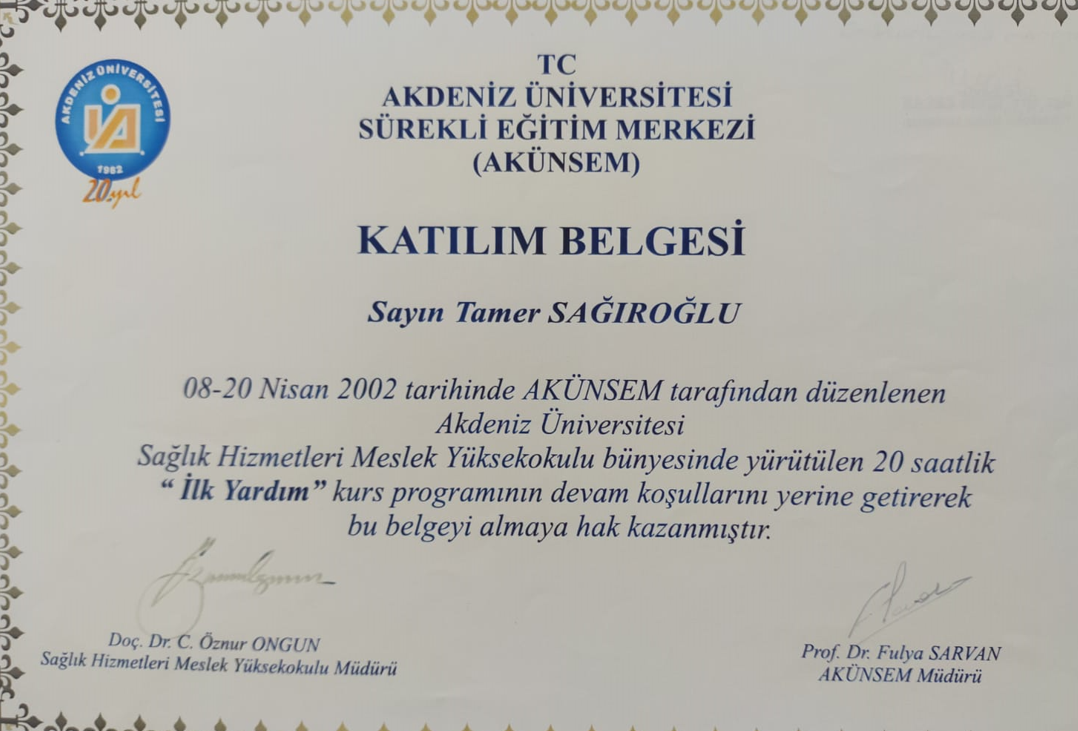 AKDENİZ ÜNİVERSİTESİ
1982
20.yıl
TC
AKDENİZ ÜNİVERSİTESİ
SÜREKLİ EĞİTİM MERKEZİ
(AKÜNSEM)
KATILIM BELGESİ
Sayın Tamer SAĞIROĞLU
08-20 Nisan 2002 tarihinde AKÜNSEM tarafından düzenlenen
Akdeniz Üniversitesi
Sağlık Hizmetleri Meslek Yüksekokulu bünyesinde yürütülen 20 saatlik
“ İlk Yardım” kurs programının devam koşullarını yerine getirerek
bu belgeyi almaya hak kazanmıştır.
Doç. Dr. C. Öznur ONGUN
Sağlık Hizmetleri Meslek Yüksekokulu Müdürü
Prof. Dr. Fulya SARVAN
AKÜNSEM Müdürü